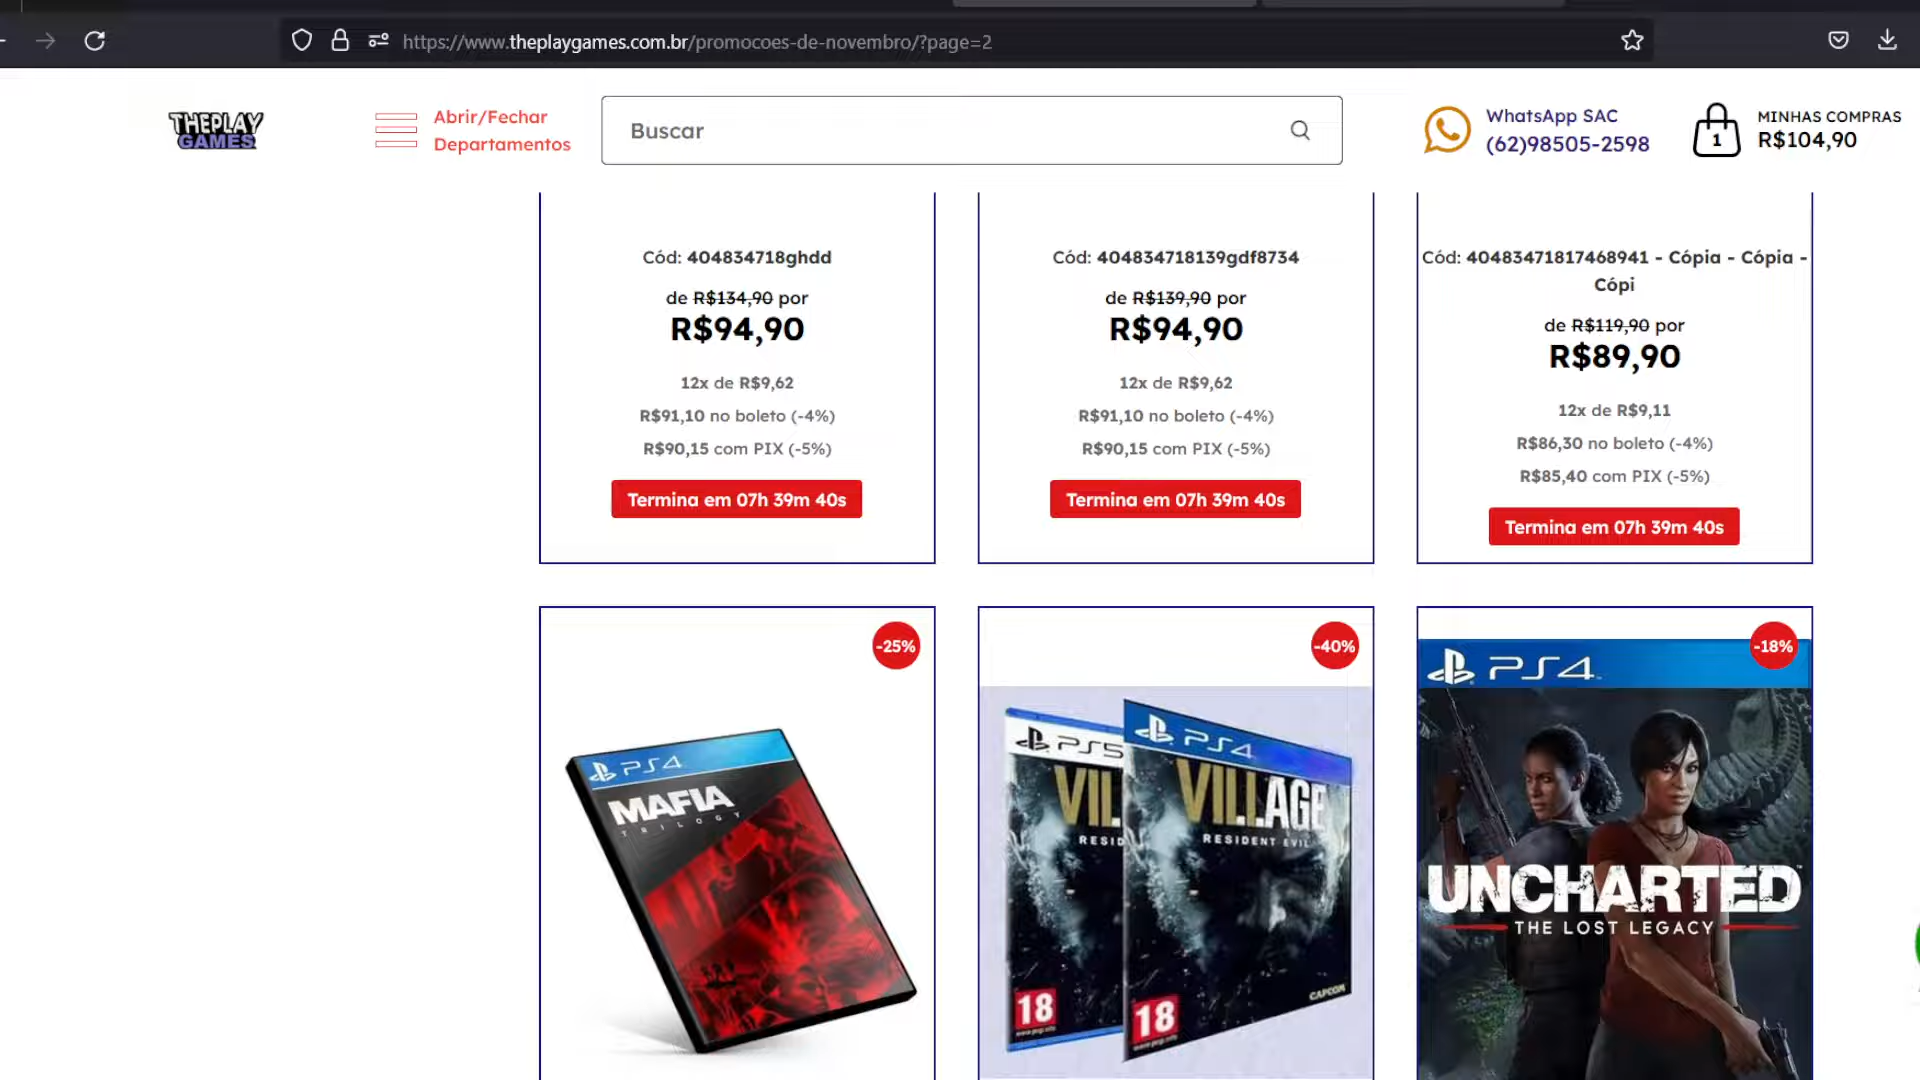 https://www.theplaygames.com.br/promocoes-de-novembro/?page=2
THEPLAY
GAMES
Abrir/Fechar
Departamentos
Buscar
WhatsApp SAC
(62)98505-2598
1
MINHAS COMPRAS
R$104,90
Cód: 404834718ghdd
de R$134,90 por
R$94,90
12x de R$9,62
R$91,10 no boleto (-4%)
R$90,15 com PIX (-5%)
Termina em 07h 39m 40s
Cód: 404834718139gdf8734
de R$139,90 por
R$94,90
12x de R$9,62
R$91,10 no boleto (-4%)
R$90,15 com PIX (-5%)
Termina em 07h 39m 40s
Cód: 40483471817468941 - Cópia - Cópia -
Cópi
de R$119,90 por
R$89,90
12x de R$9,11
R$86,30 no boleto (-4%)
R$85,40 com PIX (-5%)
Termina em 07h 39m 40s
-25%
PS4
MAFIA
TRILOGY
-40%
PS5
VIL
RESID
18
PS4
VILLAGE
RESIDENT EVIL
18
CAPCOM
-18%
PS4
UNCHARTED
THE LOST LEGACY